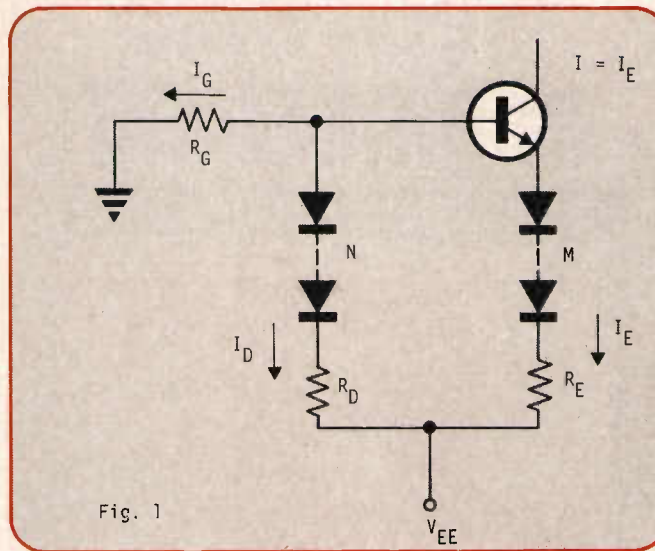 I_G
I = I_E
R_G
N
M
I_D
I_E
R_D
R_E
Fig. 1
V_EE